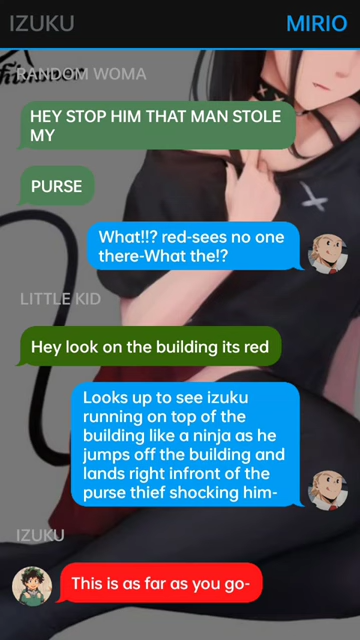 IZUKU
MIRIO
RANDOM WOMA
HEY STOP HIM THAT MAN STOLE
MY
PURSE
What!!? red-sees no one
there-What the!?
LITTLE KID
Hey look on the building its red
Looks up to see izuku
running on top of the
building like a ninja as he
jumps off the building and
lands right infront of the
purse thief shocking him-
IZUKU
This is as far as you go-